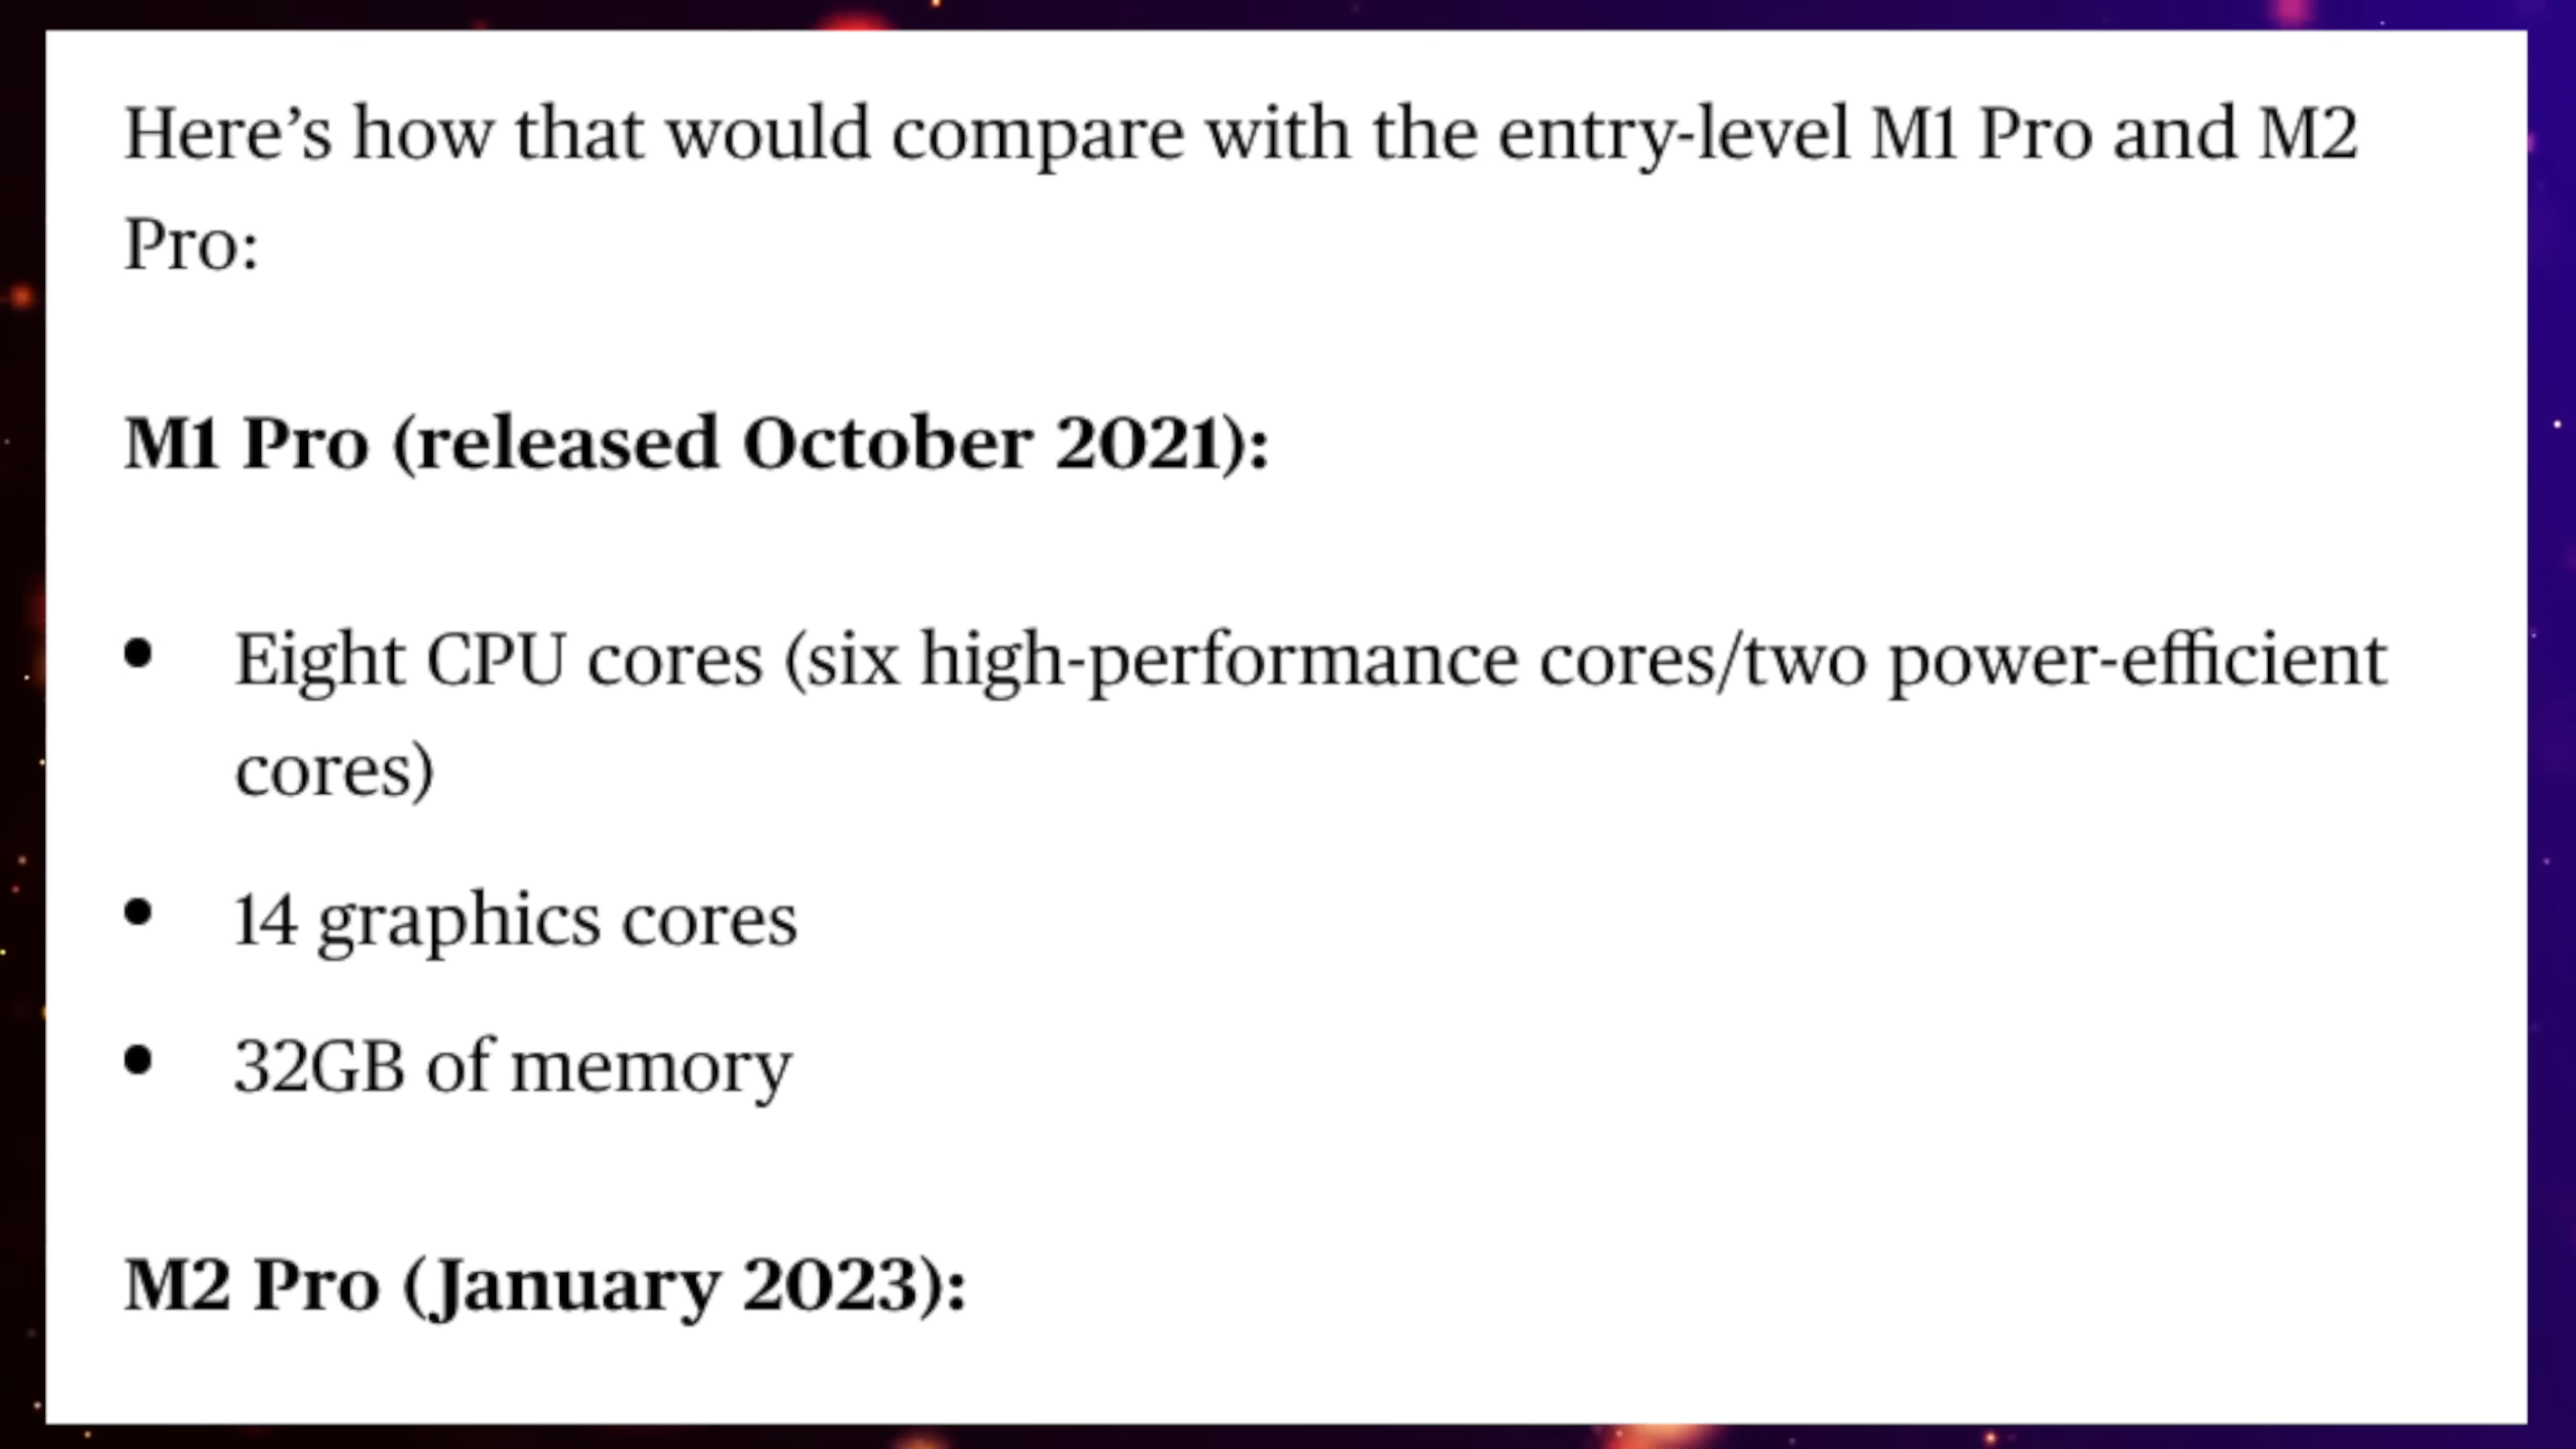 Here’s how that would compare with the entry-level M1 Pro and M2
Pro:
M1 Pro (released October 2021):
• Eight CPU cores (six high-performance cores/two power-efficient
cores)
• 14 graphics cores
• 32GB of memory
M2 Pro (January 2023):